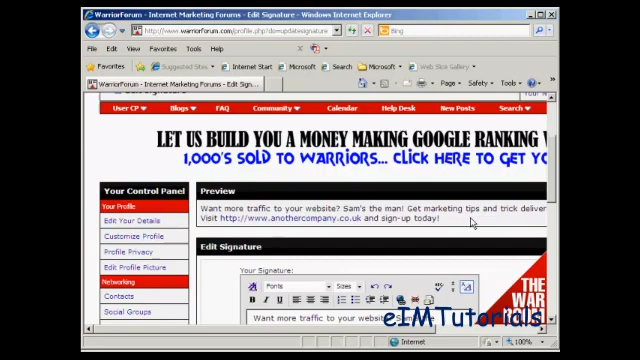 WarriorForum - Internet Marketing Forums - Edit Signature - Windows Internet Explorer
http://www.warriorforum.com/profile.php?do=updatesignature
Bing
File Edit View Favorites Tools Help
Favorites Suggested Sites Internet Start Microsoft Search Microsoft Web Slice Gallery
WarriorForum - Internet Marketing Forums - Edit Sign...
Page Safety Tools
User CP Blogs FAQ Community Calendar Help Desk New Posts Search
LET US BUILD YOU A MONEY MAKING GOOGLE RANKING
1,000'S SOLD TO WARRIORS... CLICK HERE TO GET YO
Your Control Panel
Your Profile
Edit Your Details
Customize Profile
Profile Privacy
Edit Profile Picture
Networking
Contacts
Social Groups
Preview
Want more traffic to your website? Sam's the man! Get marketing tips and trick deliver
Visit http://www.anothercompany.co.uk and sign-up today!
Edit Signature
Your Signature:
Fonts Sizes
B I U
Want more traffic to your website?
THE
WAR
eIMTutorials
Internet 100%